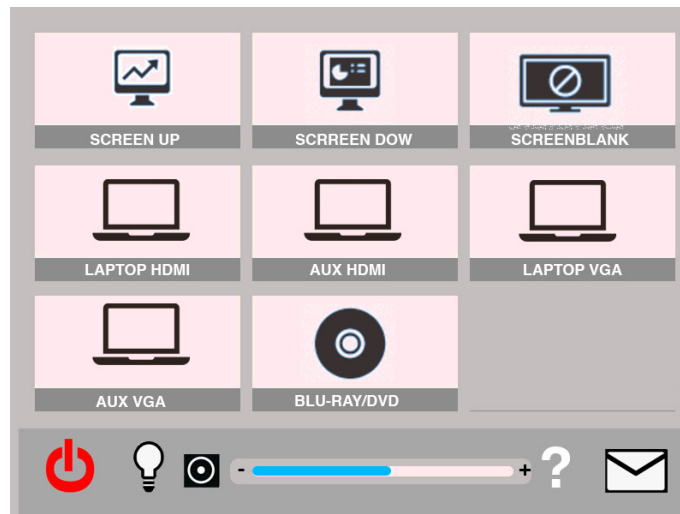 SCREEN UP
SCRREEN DOW
SCREENBLANK
LAPTOP HDMI
AUX HDMI
LAPTOP VGA
AUX VGA
BLU-RAY/DVD
- + ?